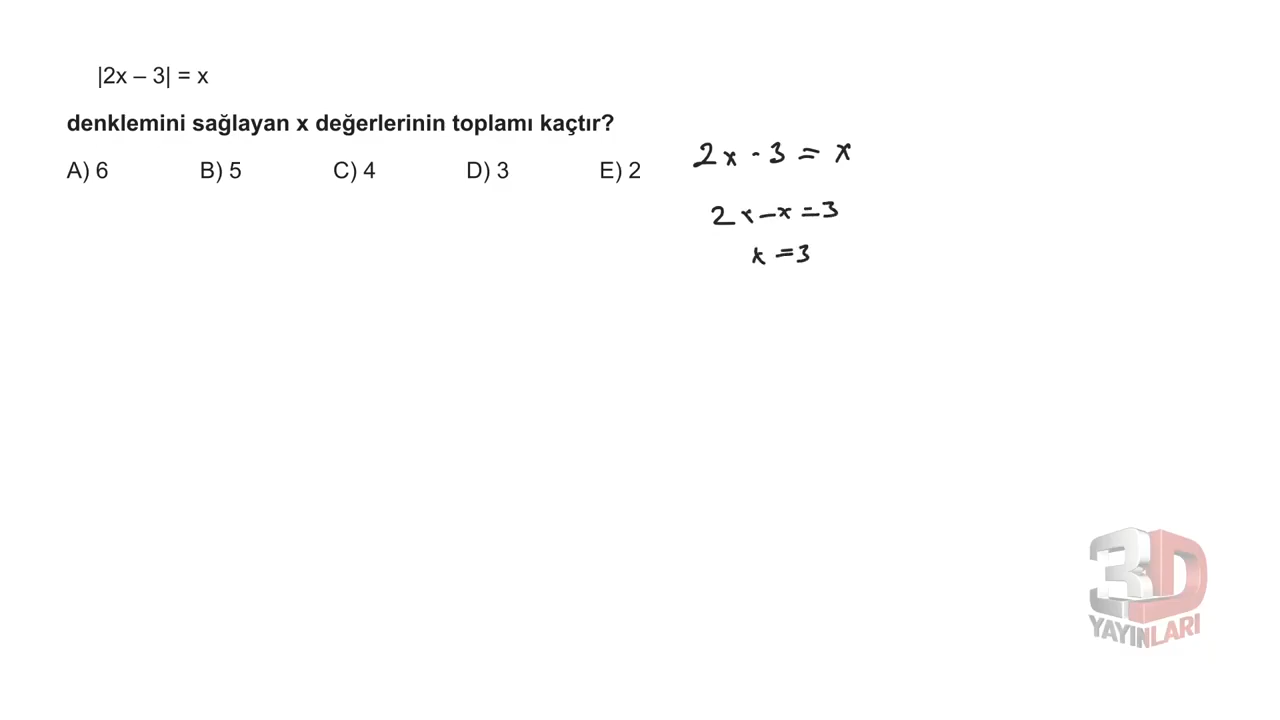 |2x – 3| = x
denklemini sağlayan x değerlerinin toplamı kaçtır?
A) 6 B) 5 C) 4 D) 3 E) 2
2x - 3 = x
2x - x = 3
x = 3
3D
YAYINLARI